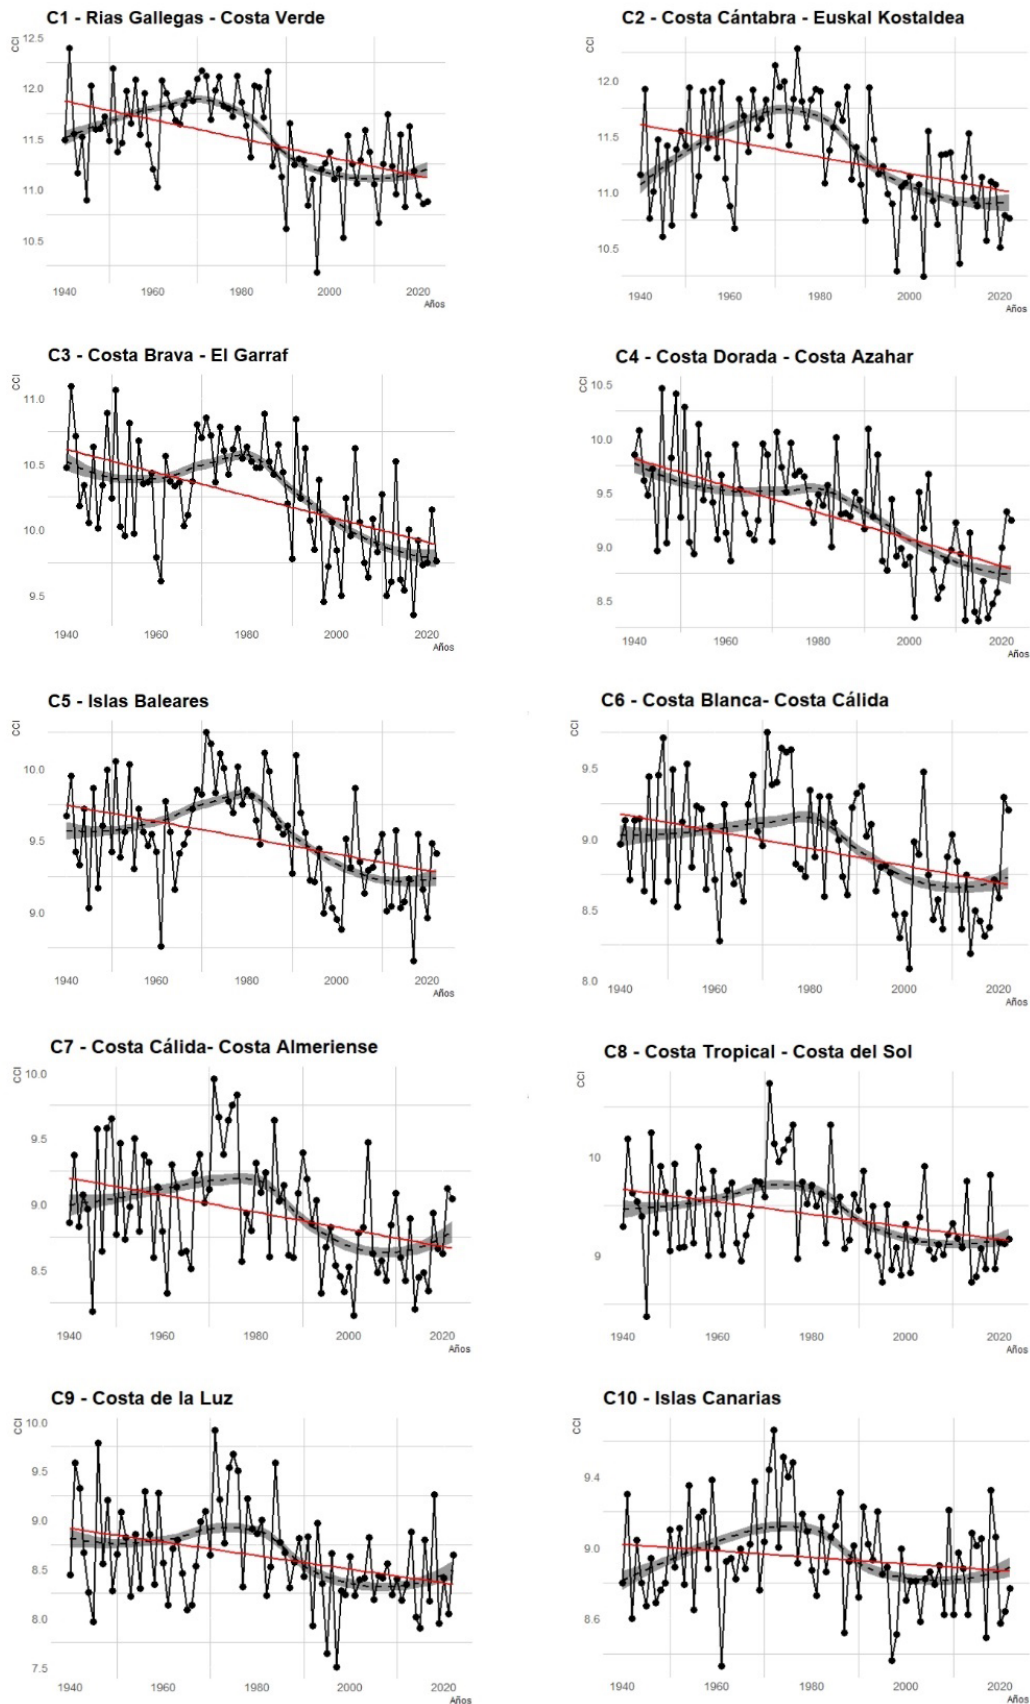 C1 - Rias Gallegas - Costa Verde
CCI
12.5
12.0
11.5
11.0
10.5
1940 1960 1980 2000 2020
Años
C2 - Costa Cántabra - Euskal Kostaldea
CCI
12.0
11.5
11.0
10.5
1940 1960 1980 2000 2020
Años
C3 - Costa Brava - El Garraf
CCI
11.0
10.5
10.0
9.5
1940 1960 1980 2000 2020
Años
C4 - Costa Dorada - Costa Azahar
CCI
10.5
10.0
9.5
9.0
8.5
1940 1960 1980 2000 2020
Años
C5 - Islas Baleares
CCI
10.0
9.5
9.0
1940 1960 1980 2000 2020
Años
C6 - Costa Blanca- Costa Cálida
CCI
9.5
9.0
8.5
8.0
1940 1960 1980 2000 2020
Años
C7 - Costa Cálida- Costa Almeriense
CCI
10.0
9.5
9.0
8.5
1940 1960 1980 2000 2020
Años
C8 - Costa Tropical - Costa del Sol
CCI
10
9
1940 1960 1980 2000 2020
Años
C9 - Costa de la Luz
CCI
10.0
9.5
9.0
8.5
8.0
7.5
1940 1960 1980 2000 2020
Años
C10 - Islas Canarias
CCI
9.4
9.0
8.6
1940 1960 1980 2000 2020
Años